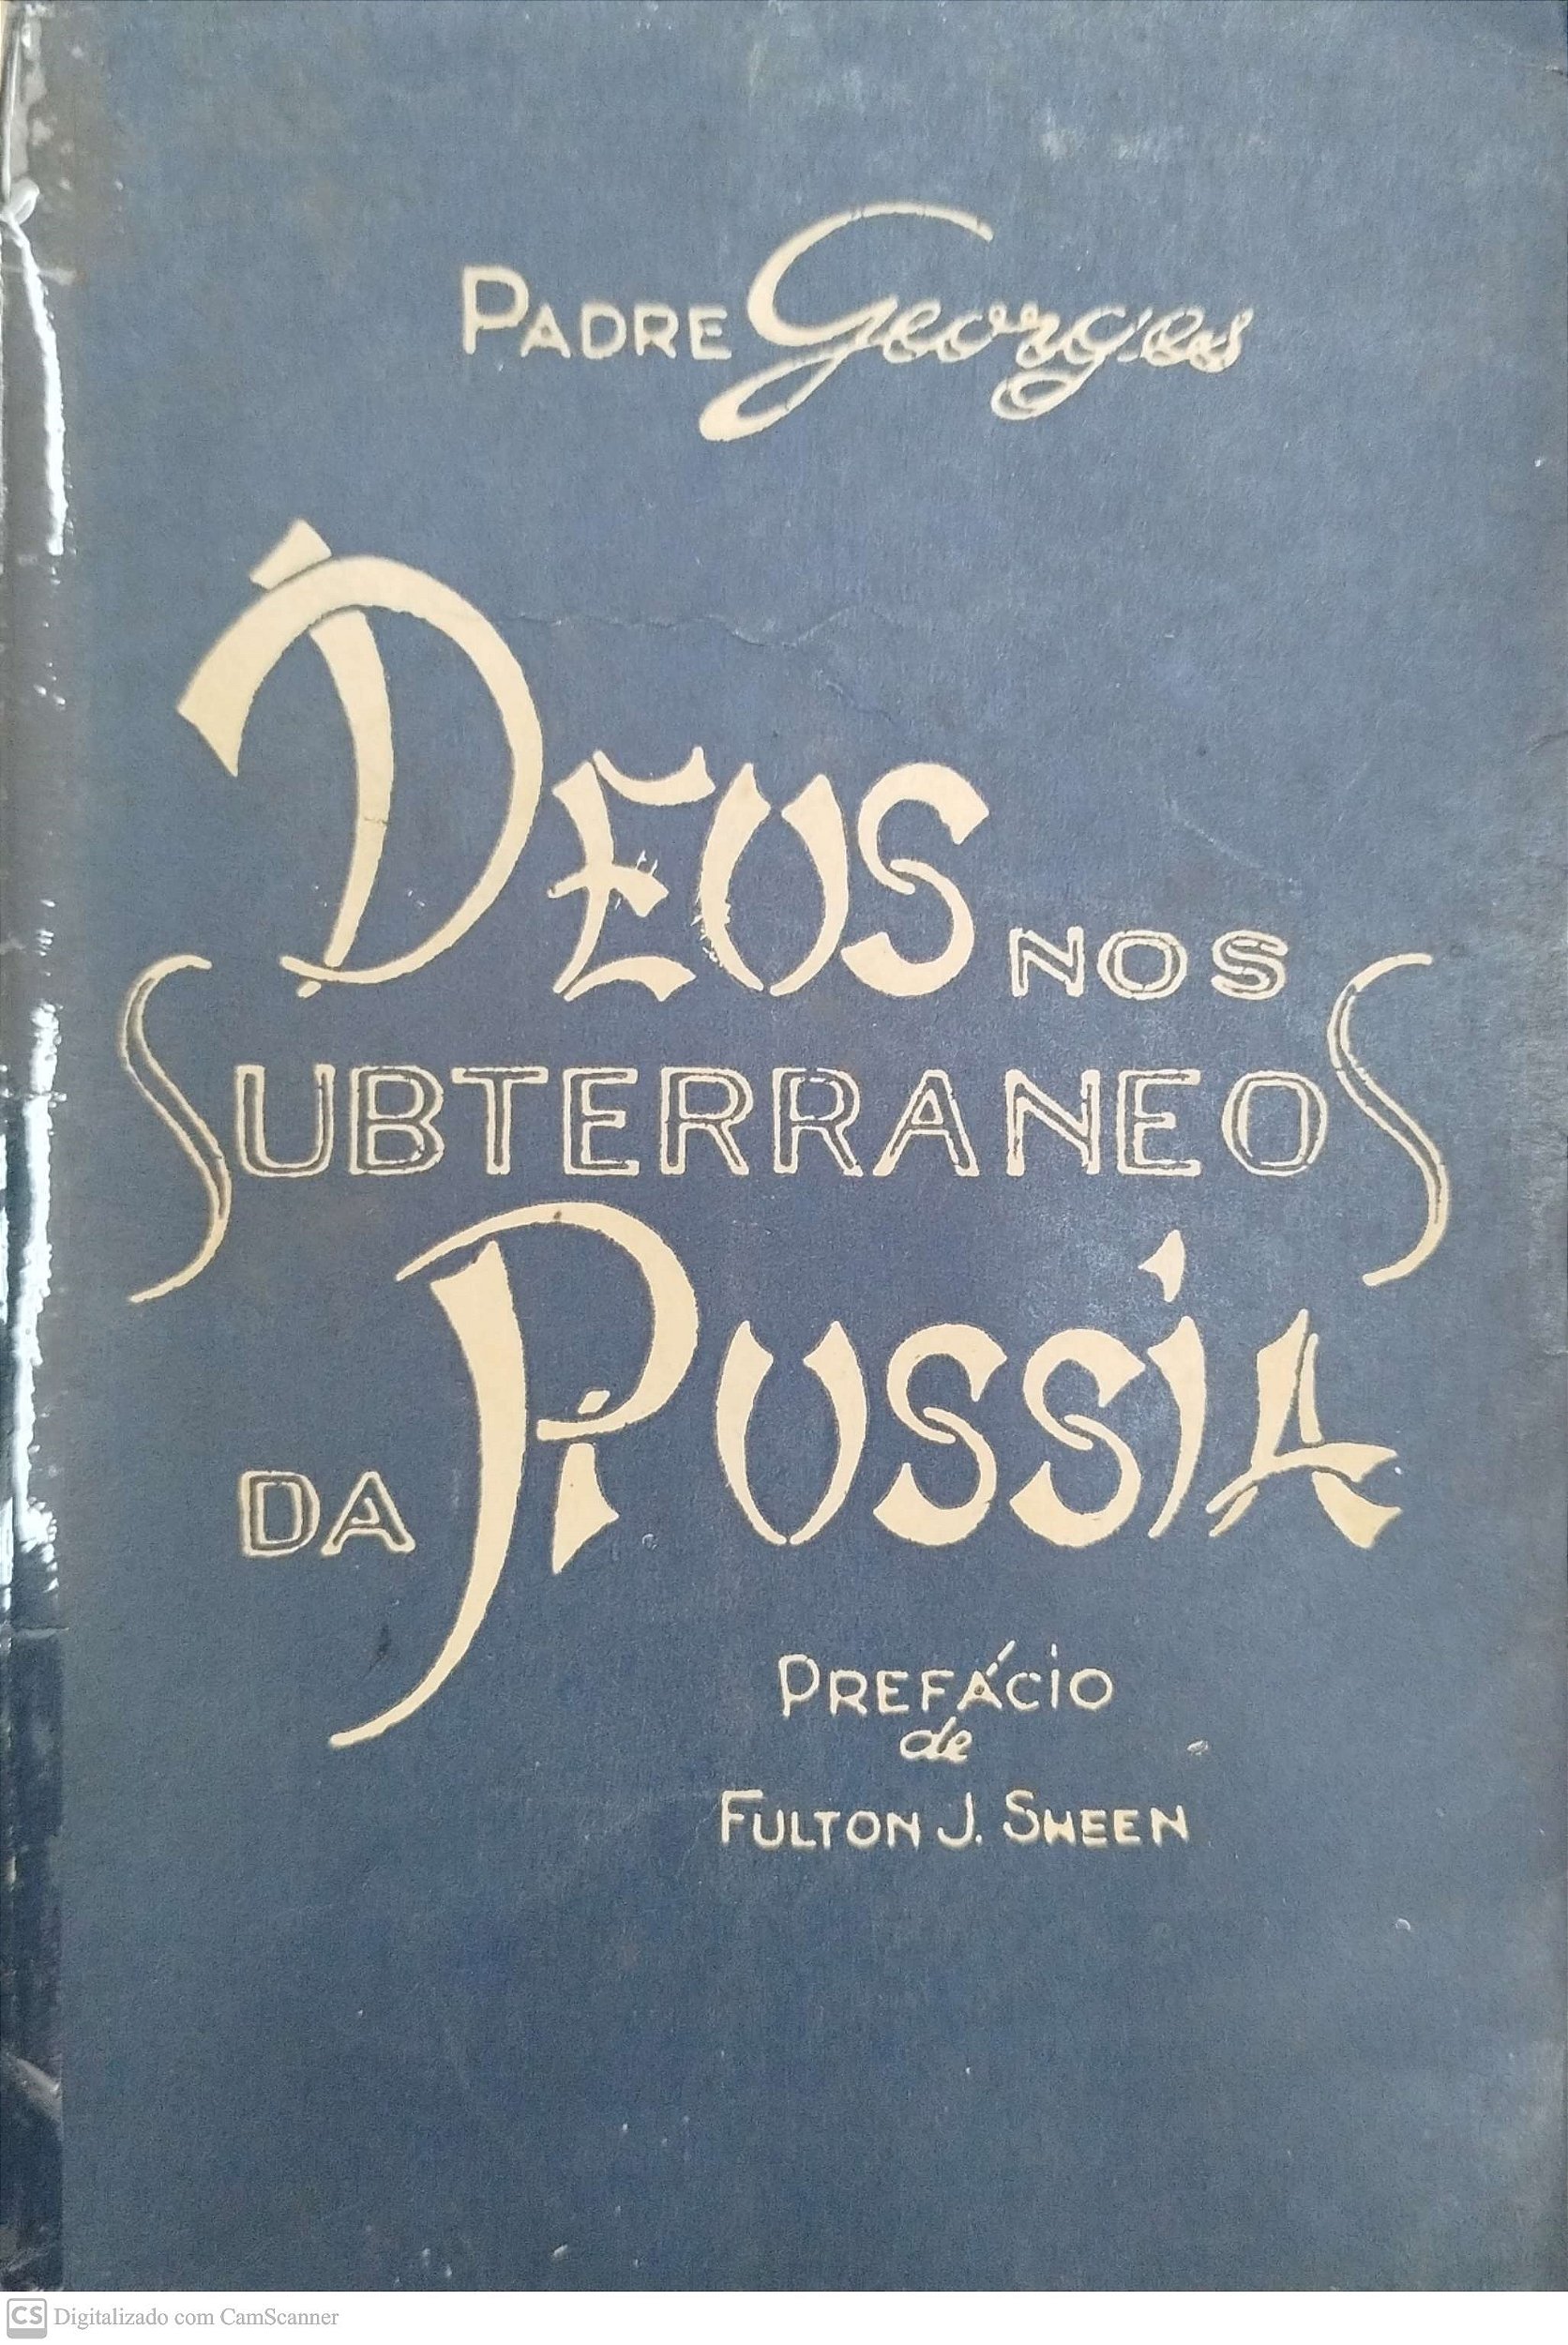 PADRE Georges
DEUS NOS
SUBTERRANEOS
DA RUSSIA
PREFÁCIO
de
FULTON J. SHEEN
CS Digitalizado com CamScanner